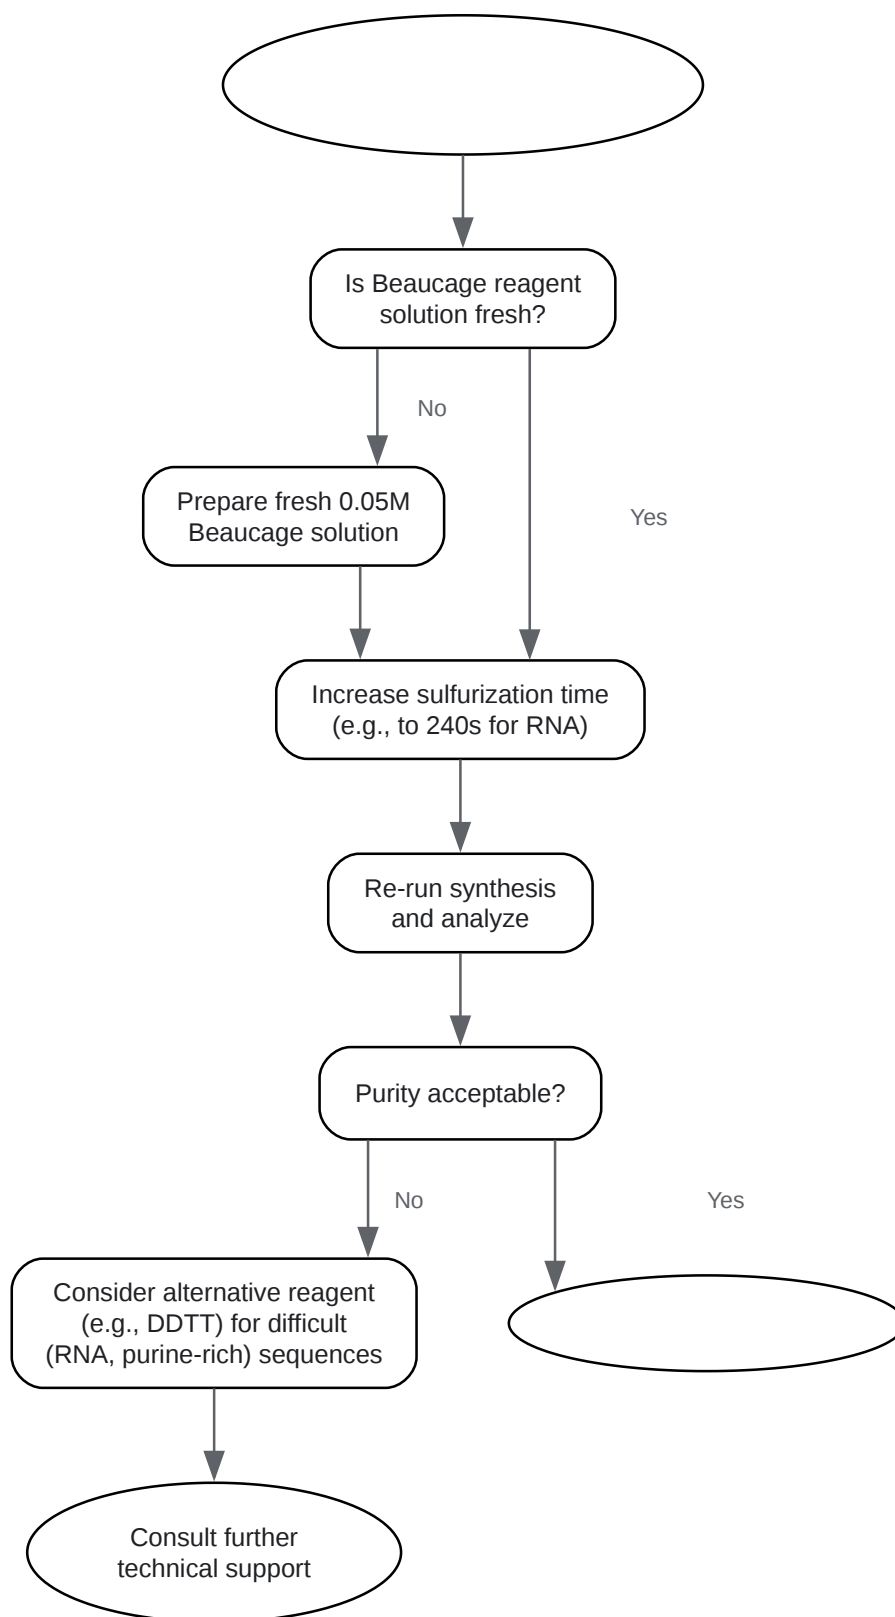 Is Beaucage reagent
solution fresh?
No
Prepare fresh 0.05M
Beaucage solution
Yes
Increase sulfurization time
(e.g., to 240s for RNA)
Re-run synthesis
and analyze
Purity acceptable?
No
Yes
Consider alternative reagent
(e.g., DDTT) for difficult
(RNA, purine-rich) sequences
Consult further
technical support